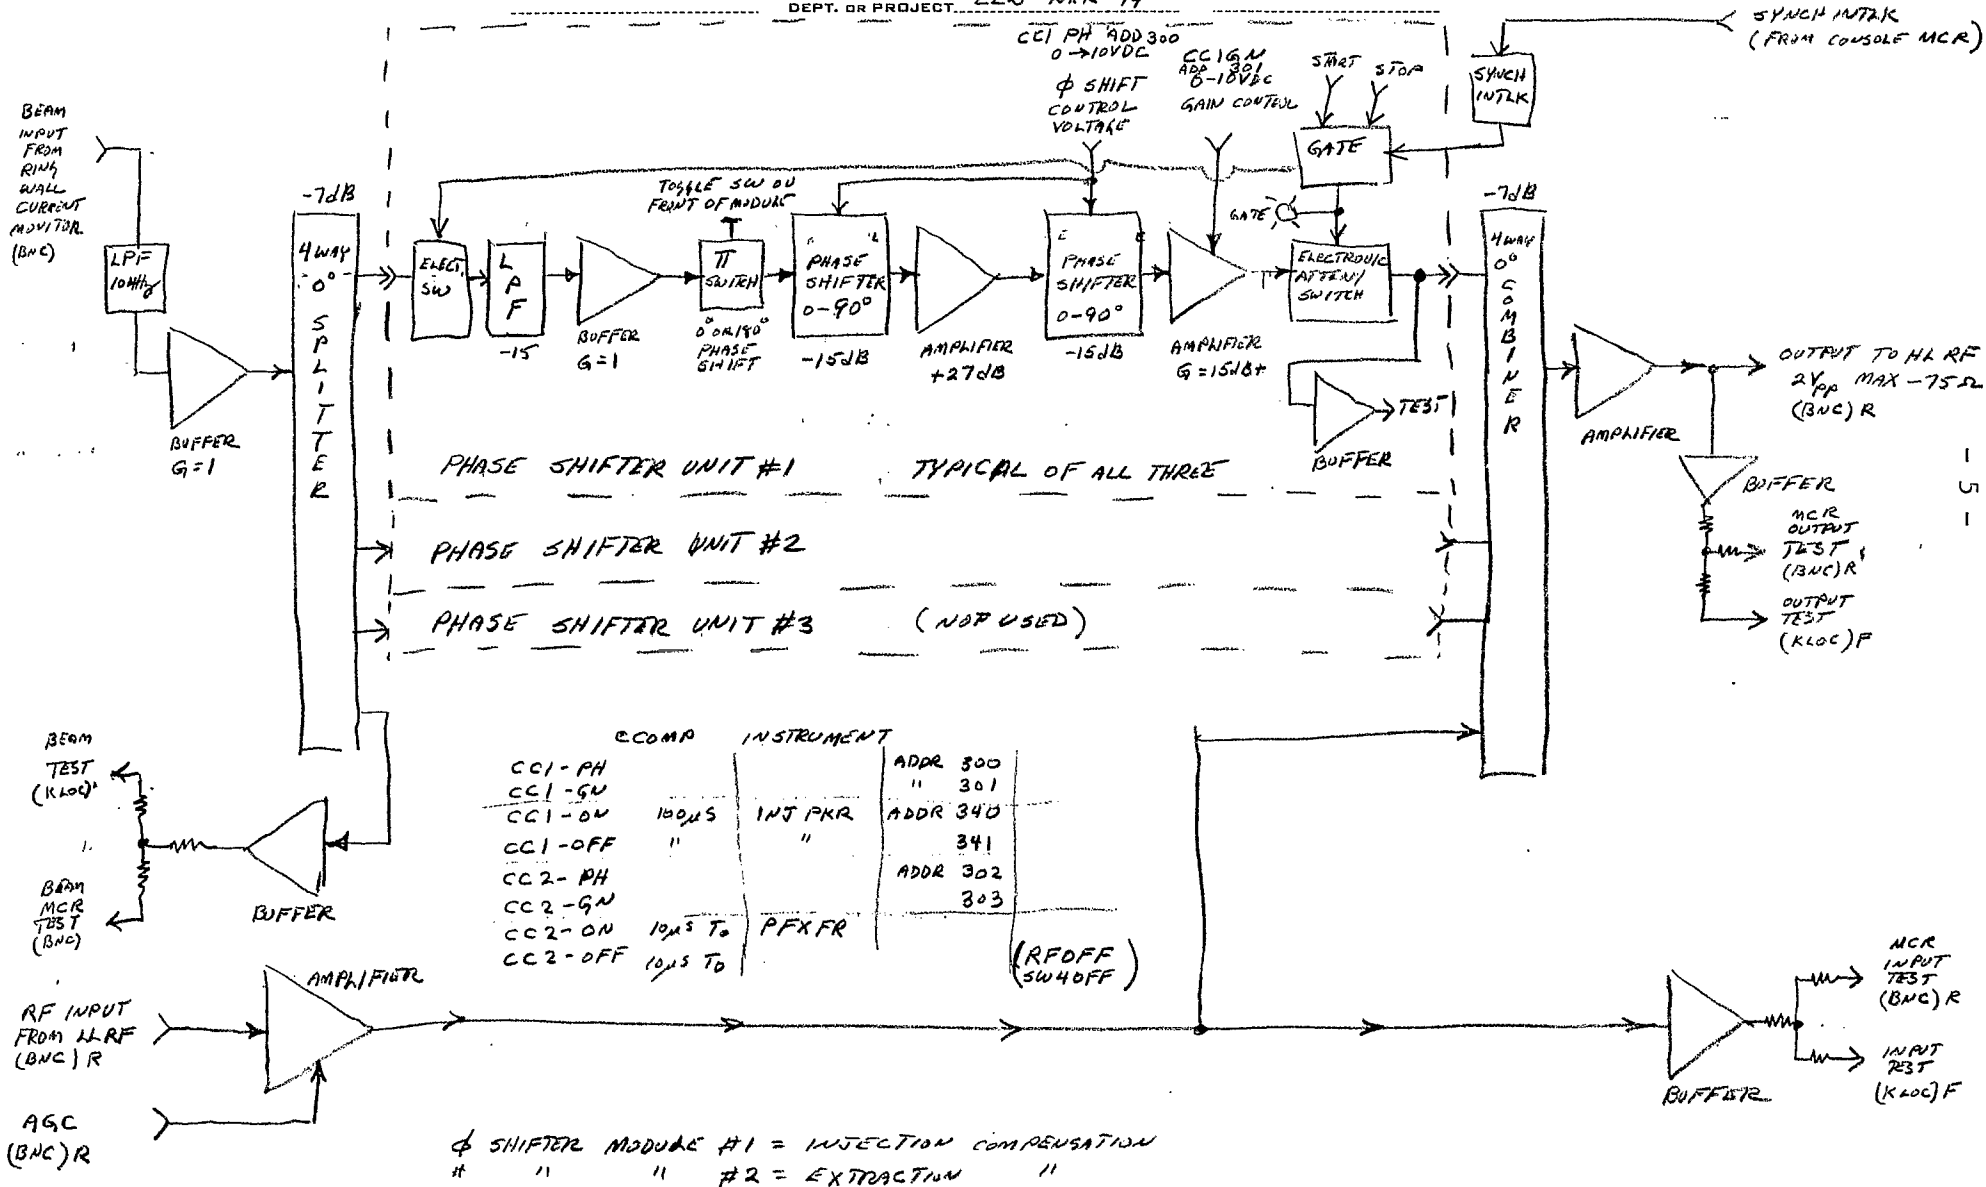 DEPT. OR PROJECT
SYNCH INTLK
(FROM CONSOLE MCR)
CC1 PH ADD 300
0→10VDC
φ SHIFT
CONTROL
VOLTAGE
CC1GN
ADD 301
0-10VDC
GAIN CONTROL
START
STOP
SYNCH
INTLK
GATE
BEAM
INPUT
FROM
RING
WALL
CURRENT
MONITOR
(BNC)
LPF
BUFFER
G=1
-7dB
4 WAY
0°
SPLITTER
ELECT.
SW
LPF
-15
BUFFER
G=1
TOGGLE SW ON
FRONT OF MODULE
π
SWITCH
0° OR 180°
PHASE
SHIFT
PHASE
SHIFTER
0-90°
-15dB
AMPLIFIER
+27dB
PHASE
SHIFTER
0-90°
-15dB
AMPLIFIER
G=15dB+
GATE
ELECTRONIC
ATTEN/
SWITCH
TEST
BUFFER
-7dB
4 WAY
0°
COMBINER
AMPLIFIER
OUTPUT TO HL RF
2Vpp MAX -75Ω
(BNC) R
BUFFER
MCR
OUTPUT
TEST
(BNC) R
OUTPUT
TEST
(KLOC) F
- 5 -
PHASE SHIFTER UNIT #1 TYPICAL OF ALL THREE
PHASE SHIFTER UNIT #2
PHASE SHIFTER UNIT #3 (NOT USED)
BEAM
TEST
(KLOC)
BEAM
MCR
TEST
(BNC)
BUFFER
CCOMP INSTRUMENT
CC1-PH ADDR 300
CC1-GN " 301
CC1-ON 100µS INJ PKR ADDR 340
CC1-OFF " " 341
CC2-PH ADDR 302
CC2-GN 303
CC2-ON 10µS T0 PFXFR
CC2-OFF 10µS T0
(RFOFF
SW4OFF)
AMPLIFIER
RF INPUT
FROM LLRF
(BNC) R
AGC
(BNC) R
BUFFER
MCR
INPUT
TEST
(BNC) R
INPUT
TEST
(KLOC) F
φ SHIFTER MODULE #1 = INJECTION COMPENSATION
" " " #2 = EXTRACTION "